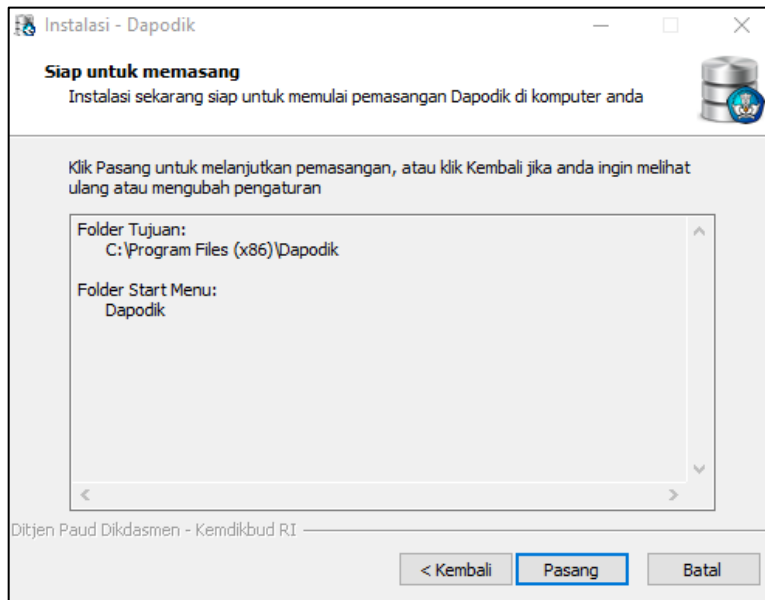 Instalasi - Dapodik
Siap untuk memasang
Instalasi sekarang siap untuk memulai pemasangan Dapodik di komputer anda
Klik Pasang untuk melanjutkan pemasangan, atau klik Kembali jika anda ingin melihat
ulang atau mengubah pengaturan
Folder Tujuan:
C:\Program Files (x86)\Dapodik
Folder Start Menu:
Dapodik
Ditjen Paud Dikdasmen - Kemdikbud RI
< Kembali
Pasang
Batal